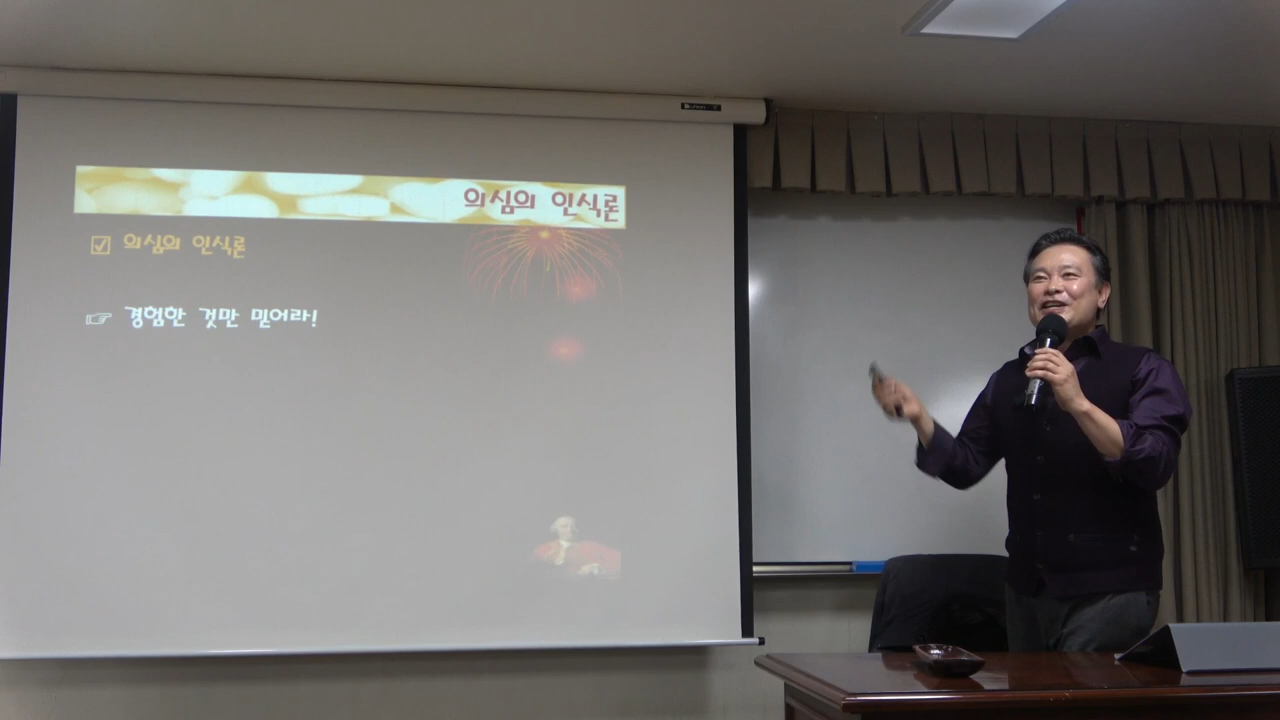 의심의 인식론
☑ 의심의 인식론
☞ 경험한 것만 믿어라!